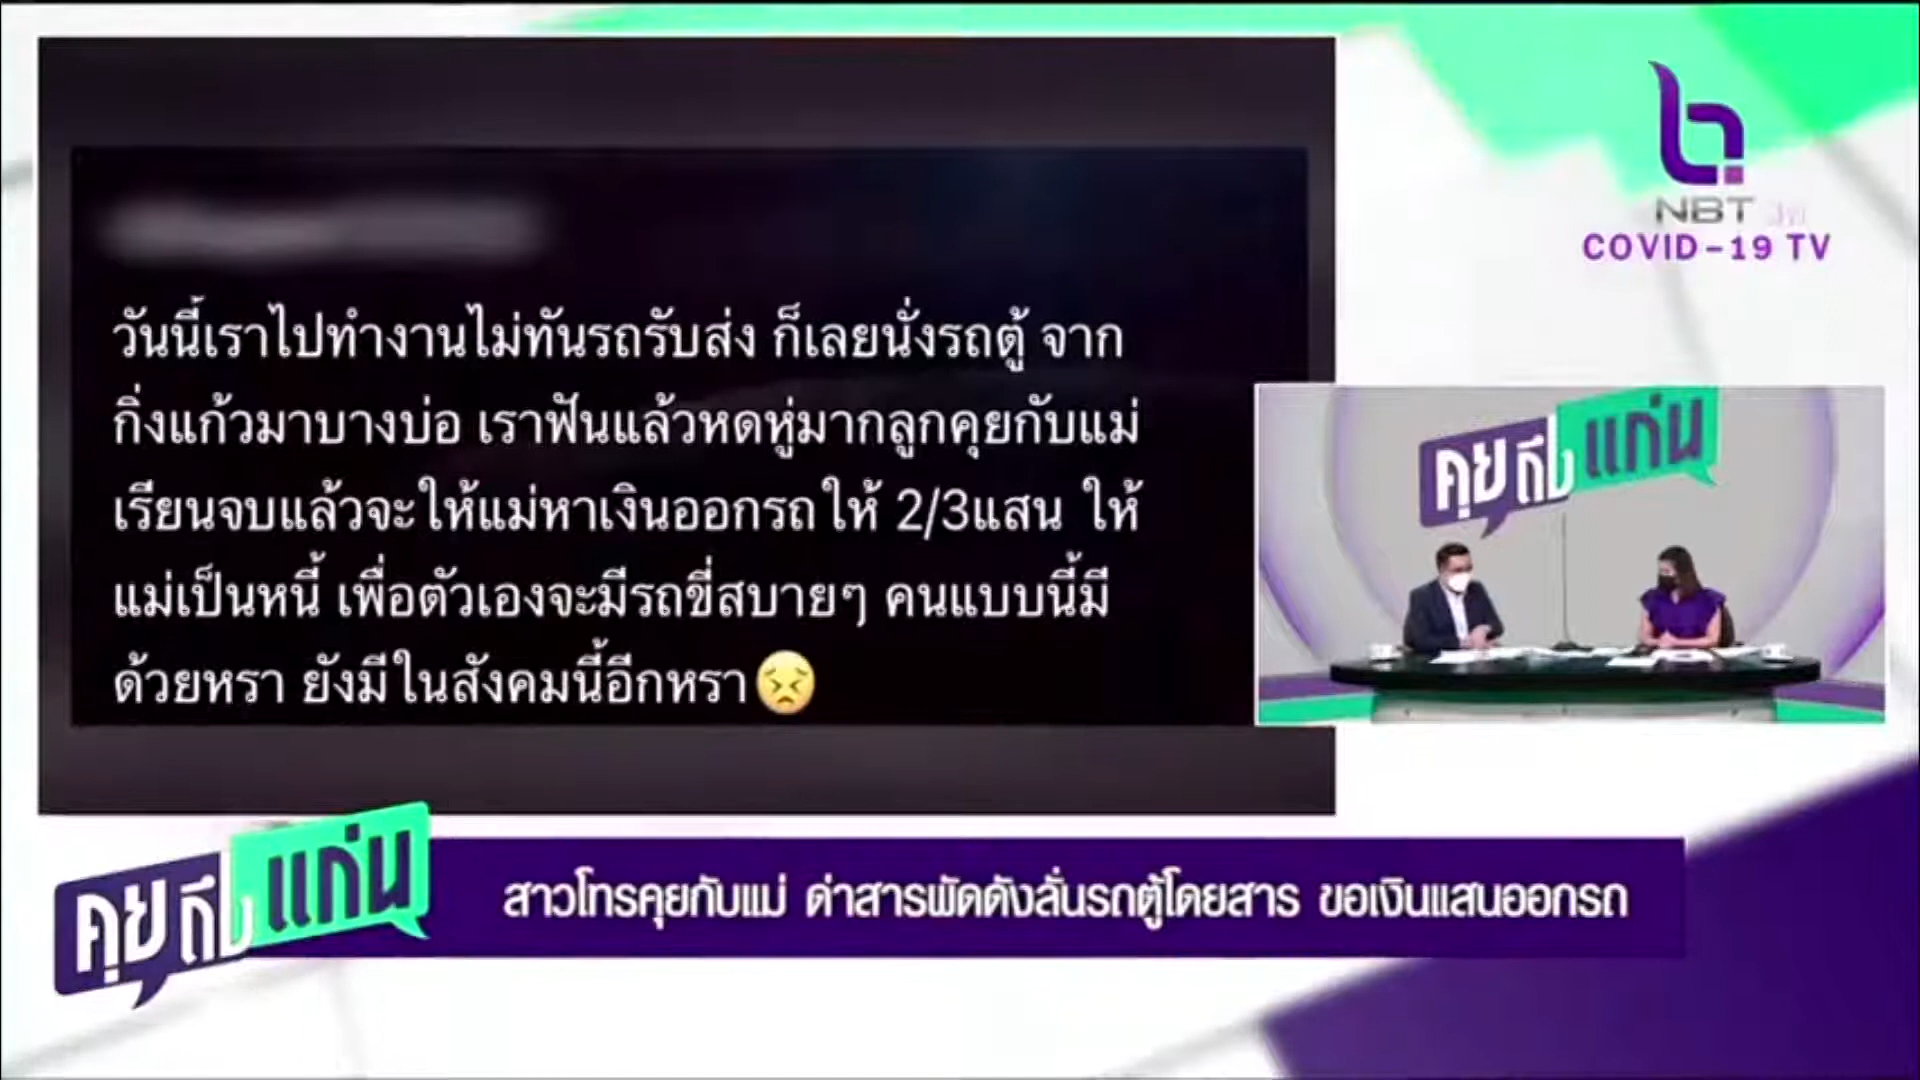 NBT
COVID-19 TV
วันนี้เราไปทำงานไม่ทันรถรับส่ง ก็เลยนั่งรถตู้ จาก
กิ่งแก้วมาบางบ่อ เราฟันแล้วหดหู่มากลูกคุยกับแม่
เรียนจบแล้วจะให้แม่หาเงินออกรถให้ 2/3แสน ให้
แม่เป็นหนี้ เพื่อตัวเองจะมีรถขี่สบายๆ คนแบบนี้มี
ด้วยหรา ยังมีในสังคมนี้อีกหรา😣
คุยถึงแก่น
คุยถึงแก่น
สาวโทรคุยกับแม่ ด่าสารพัดดังลั่นรถตู้โดยสาร ขอเงินแสนออกรถ